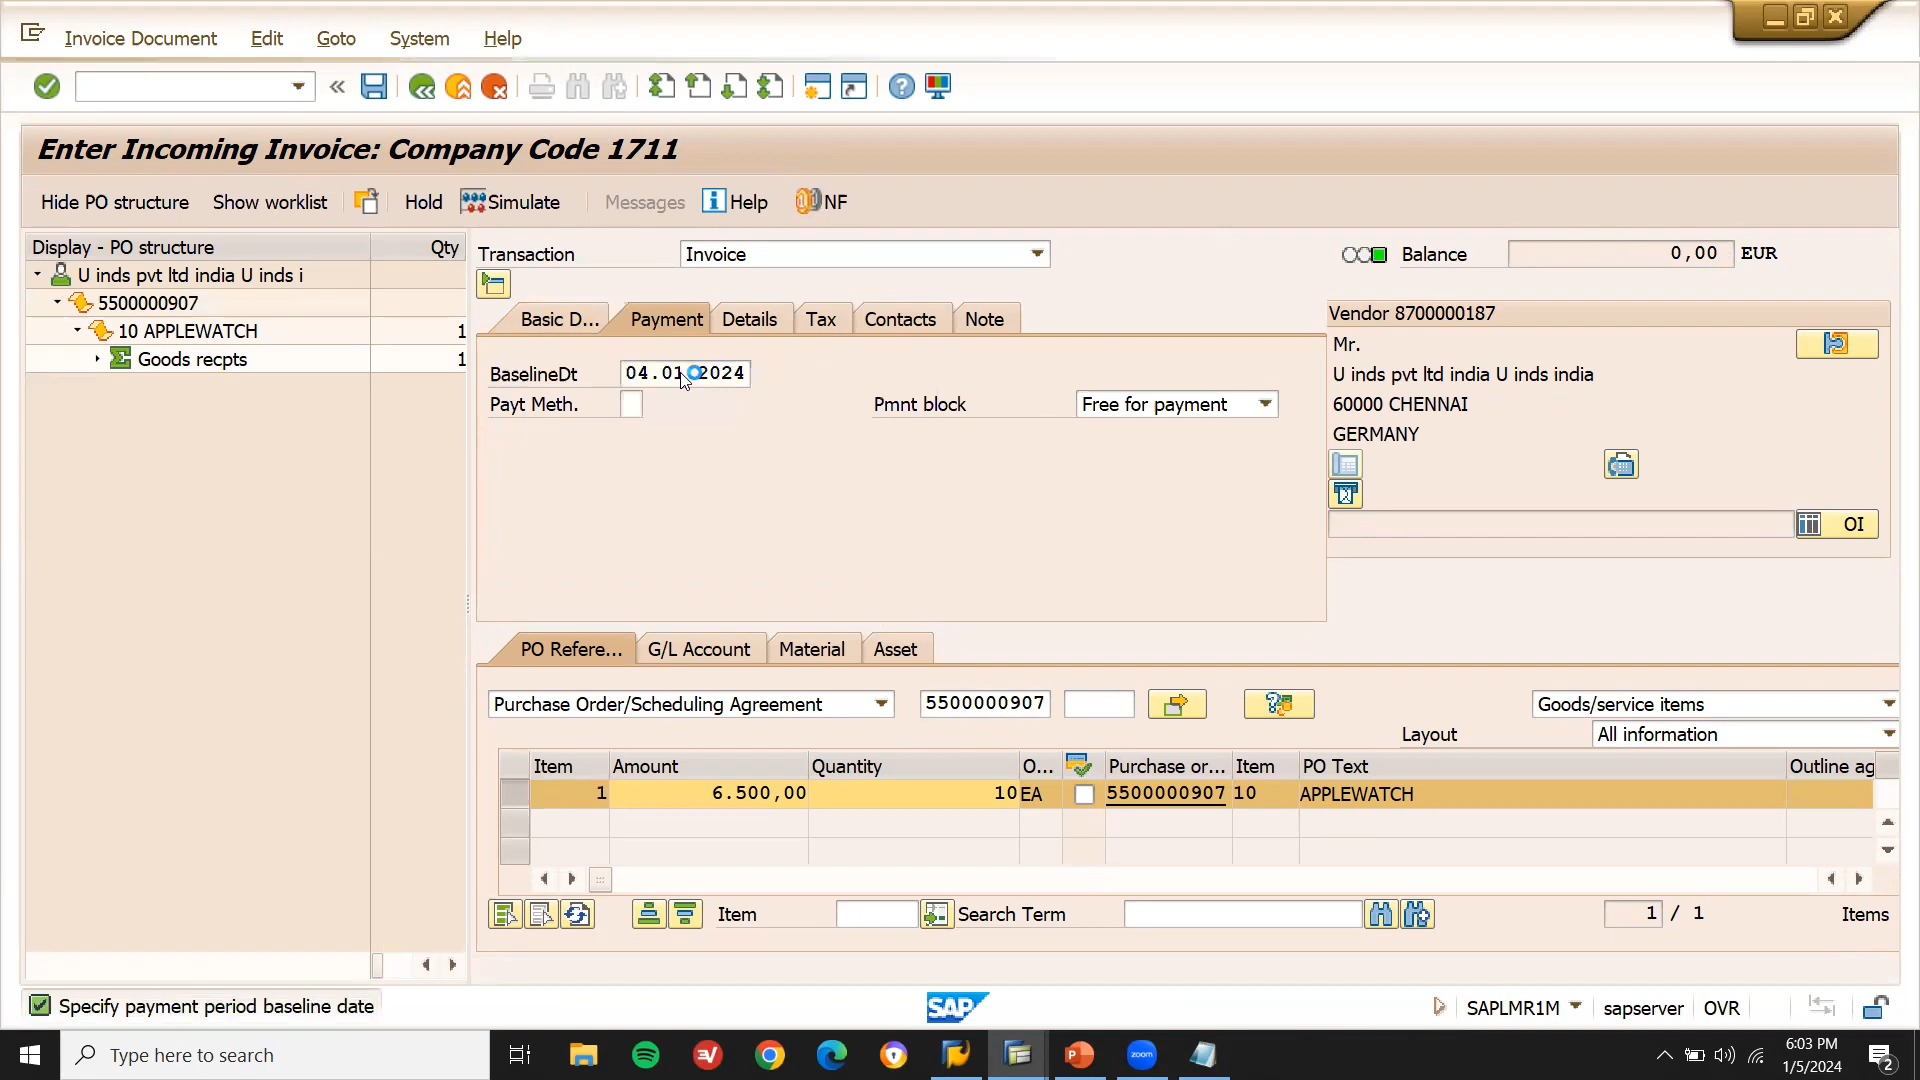 Invoice Document Edit Goto System Help
Enter Incoming Invoice: Company Code 1711
Hide PO structure Show worklist Hold Simulate Messages Help NF
Display - PO structure Qty
U inds pvt ltd india U inds i
5500000907
10 APPLEWATCH 1
Goods recpts 1
Transaction Invoice Balance 0,00 EUR
Basic D... Payment Details Tax Contacts Note
BaselineDt 04.01.2024
Payt Meth. Pmnt block Free for payment
Vendor 8700000187
Mr.
U inds pvt ltd india U inds india
60000 CHENNAI
GERMANY
OI
PO Refere... G/L Account Material Asset
Purchase Order/Scheduling Agreement 5500000907 Goods/service items
Layout All information
Item Amount Quantity O... Purchase or... Item PO Text Outline ag
1 6.500,00 10 EA 5500000907 10 APPLEWATCH
Item Search Term 1 / 1 Items
Specify payment period baseline date SAP SAPLMR1M sapserver OVR
Type here to search zoom 6:03 PM
1/5/2024 2